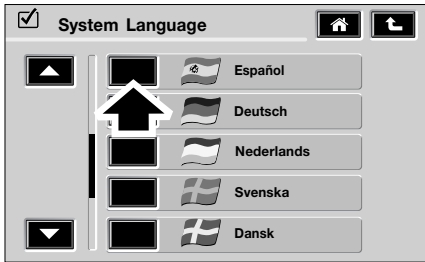 System Language
Español
Deutsch
Nederlands
Svenska
Dansk